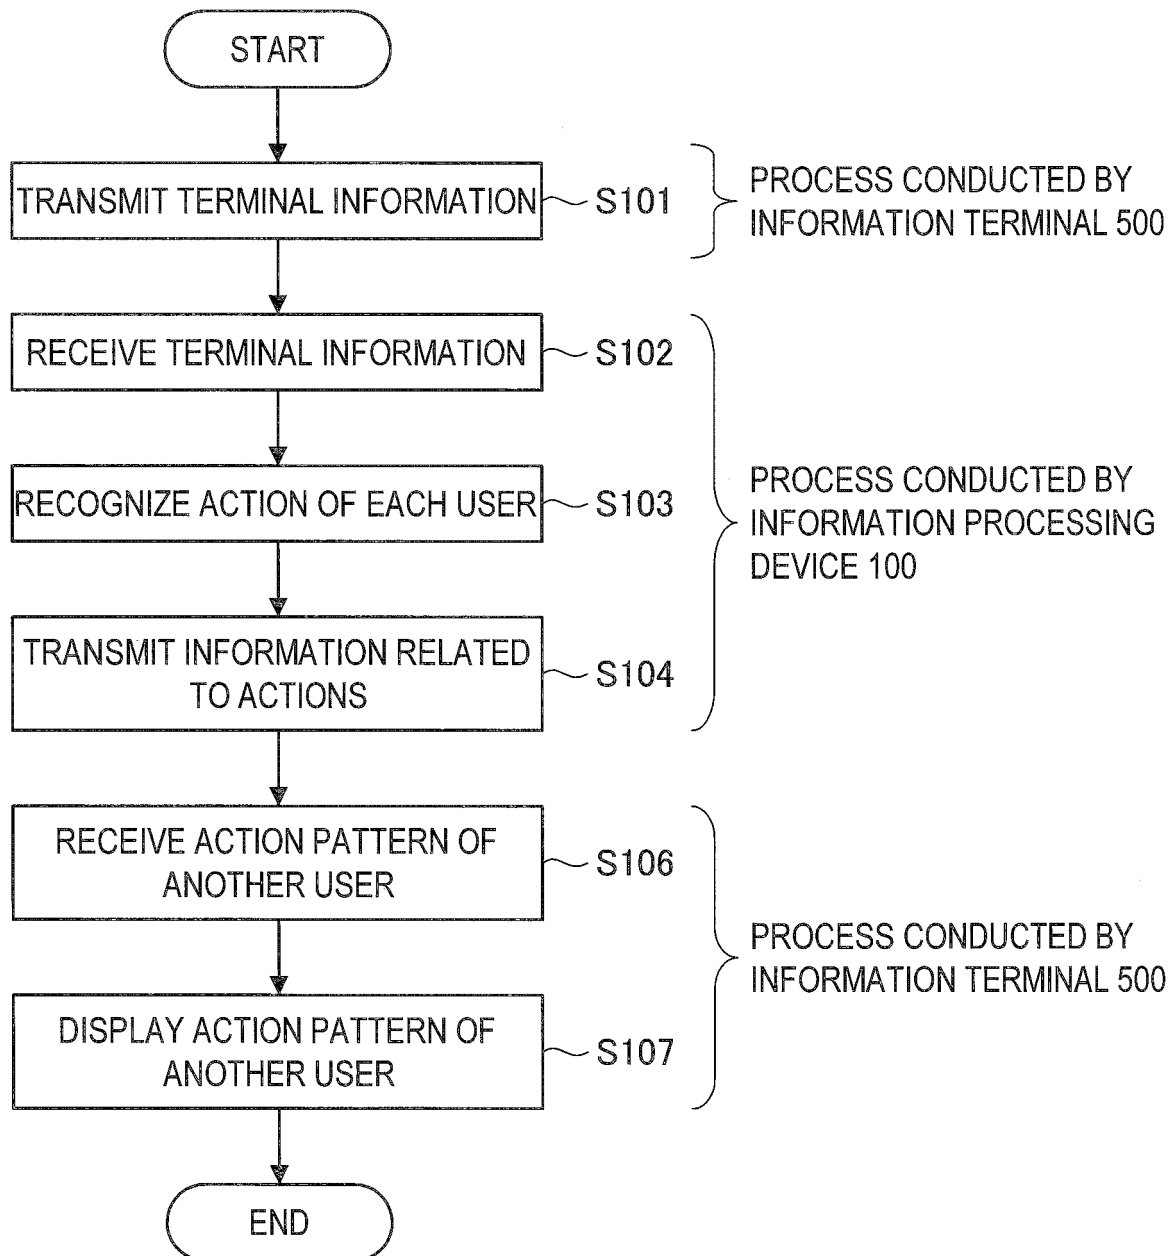 START
TRANSMIT TERMINAL INFORMATION
S101
PROCESS CONDUCTED BY
INFORMATION TERMINAL 500
RECEIVE TERMINAL INFORMATION
S102
RECOGNIZE ACTION OF EACH USER
S103
PROCESS CONDUCTED BY
INFORMATION PROCESSING
DEVICE 100
TRANSMIT INFORMATION RELATED
TO ACTIONS
S104
RECEIVE ACTION PATTERN OF
ANOTHER USER
S106
PROCESS CONDUCTED BY
INFORMATION TERMINAL 500
DISPLAY ACTION PATTERN OF
ANOTHER USER
S107
END